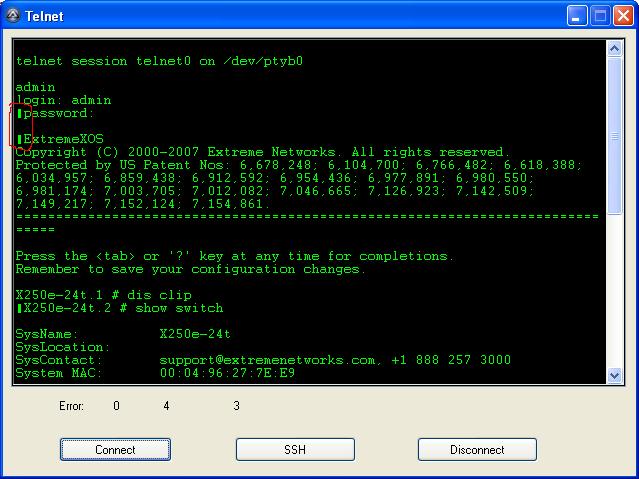 Telnet
telnet session telnet0 on /dev/ptyb0
admin
login: admin
password:
ExtremeXOS
Copyright (C) 2000-2007 Extreme Networks. All rights reserved.
Protected by US Patent Nos: 6,678,248; 6,104,700; 6,766,482; 6,618,388;
6,034,957; 6,859,438; 6,912,592; 6,954,436; 6,977,891; 6,980,550;
6,981,174; 7,003,705; 7,012,082; 7,046,665; 7,126,923; 7,142,509;
7,149,217; 7,152,124; 7,154,861.
=========================================================================
=====
Press the <tab> or '?' key at any time for completions.
Remember to save your configuration changes.
X250e-24t.1 # dis clip
X250e-24t.2 # show switch
SysName: X250e-24t
SysLocation:
SysContact: support@extremenetworks.com, +1 888 257 3000
System MAC: 00:04:96:27:7E:E9
Error: 0 4 3
Connect SSH Disconnect